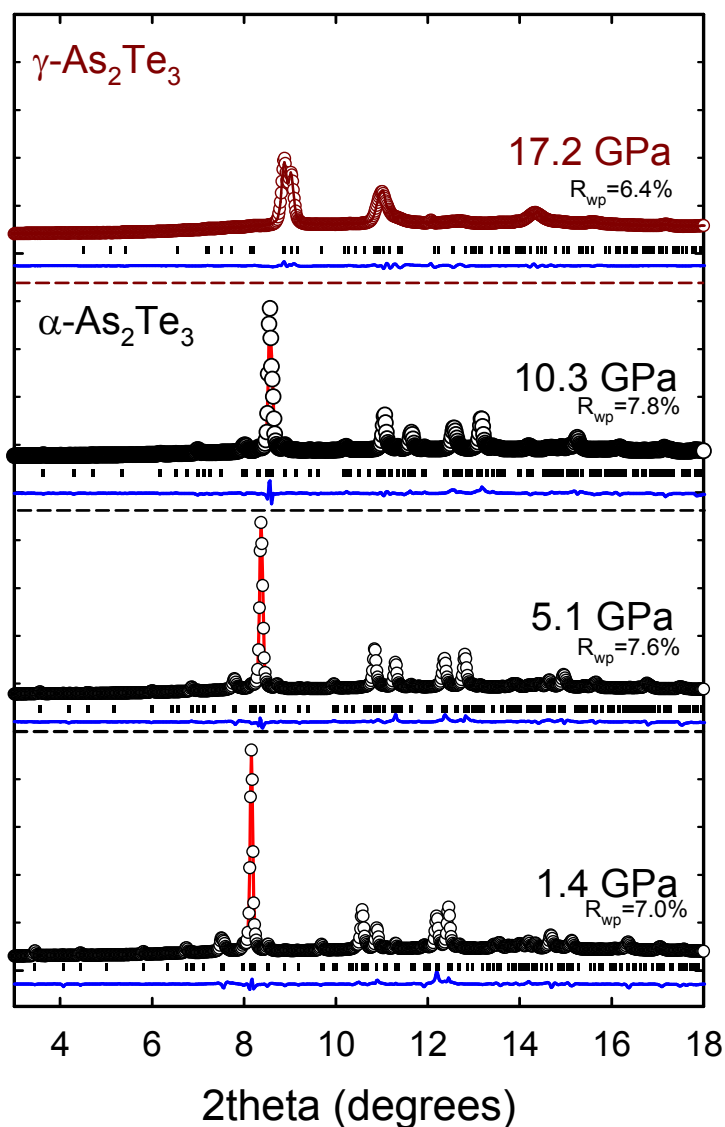 γ-As₂Te₃
17.2 GPa
Rwp=6.4%
α-As₂Te₃
10.3 GPa
Rwp=7.8%
5.1 GPa
Rwp=7.6%
1.4 GPa
Rwp=7.0%
4 6 8 10 12 14 16 18
2theta (degrees)